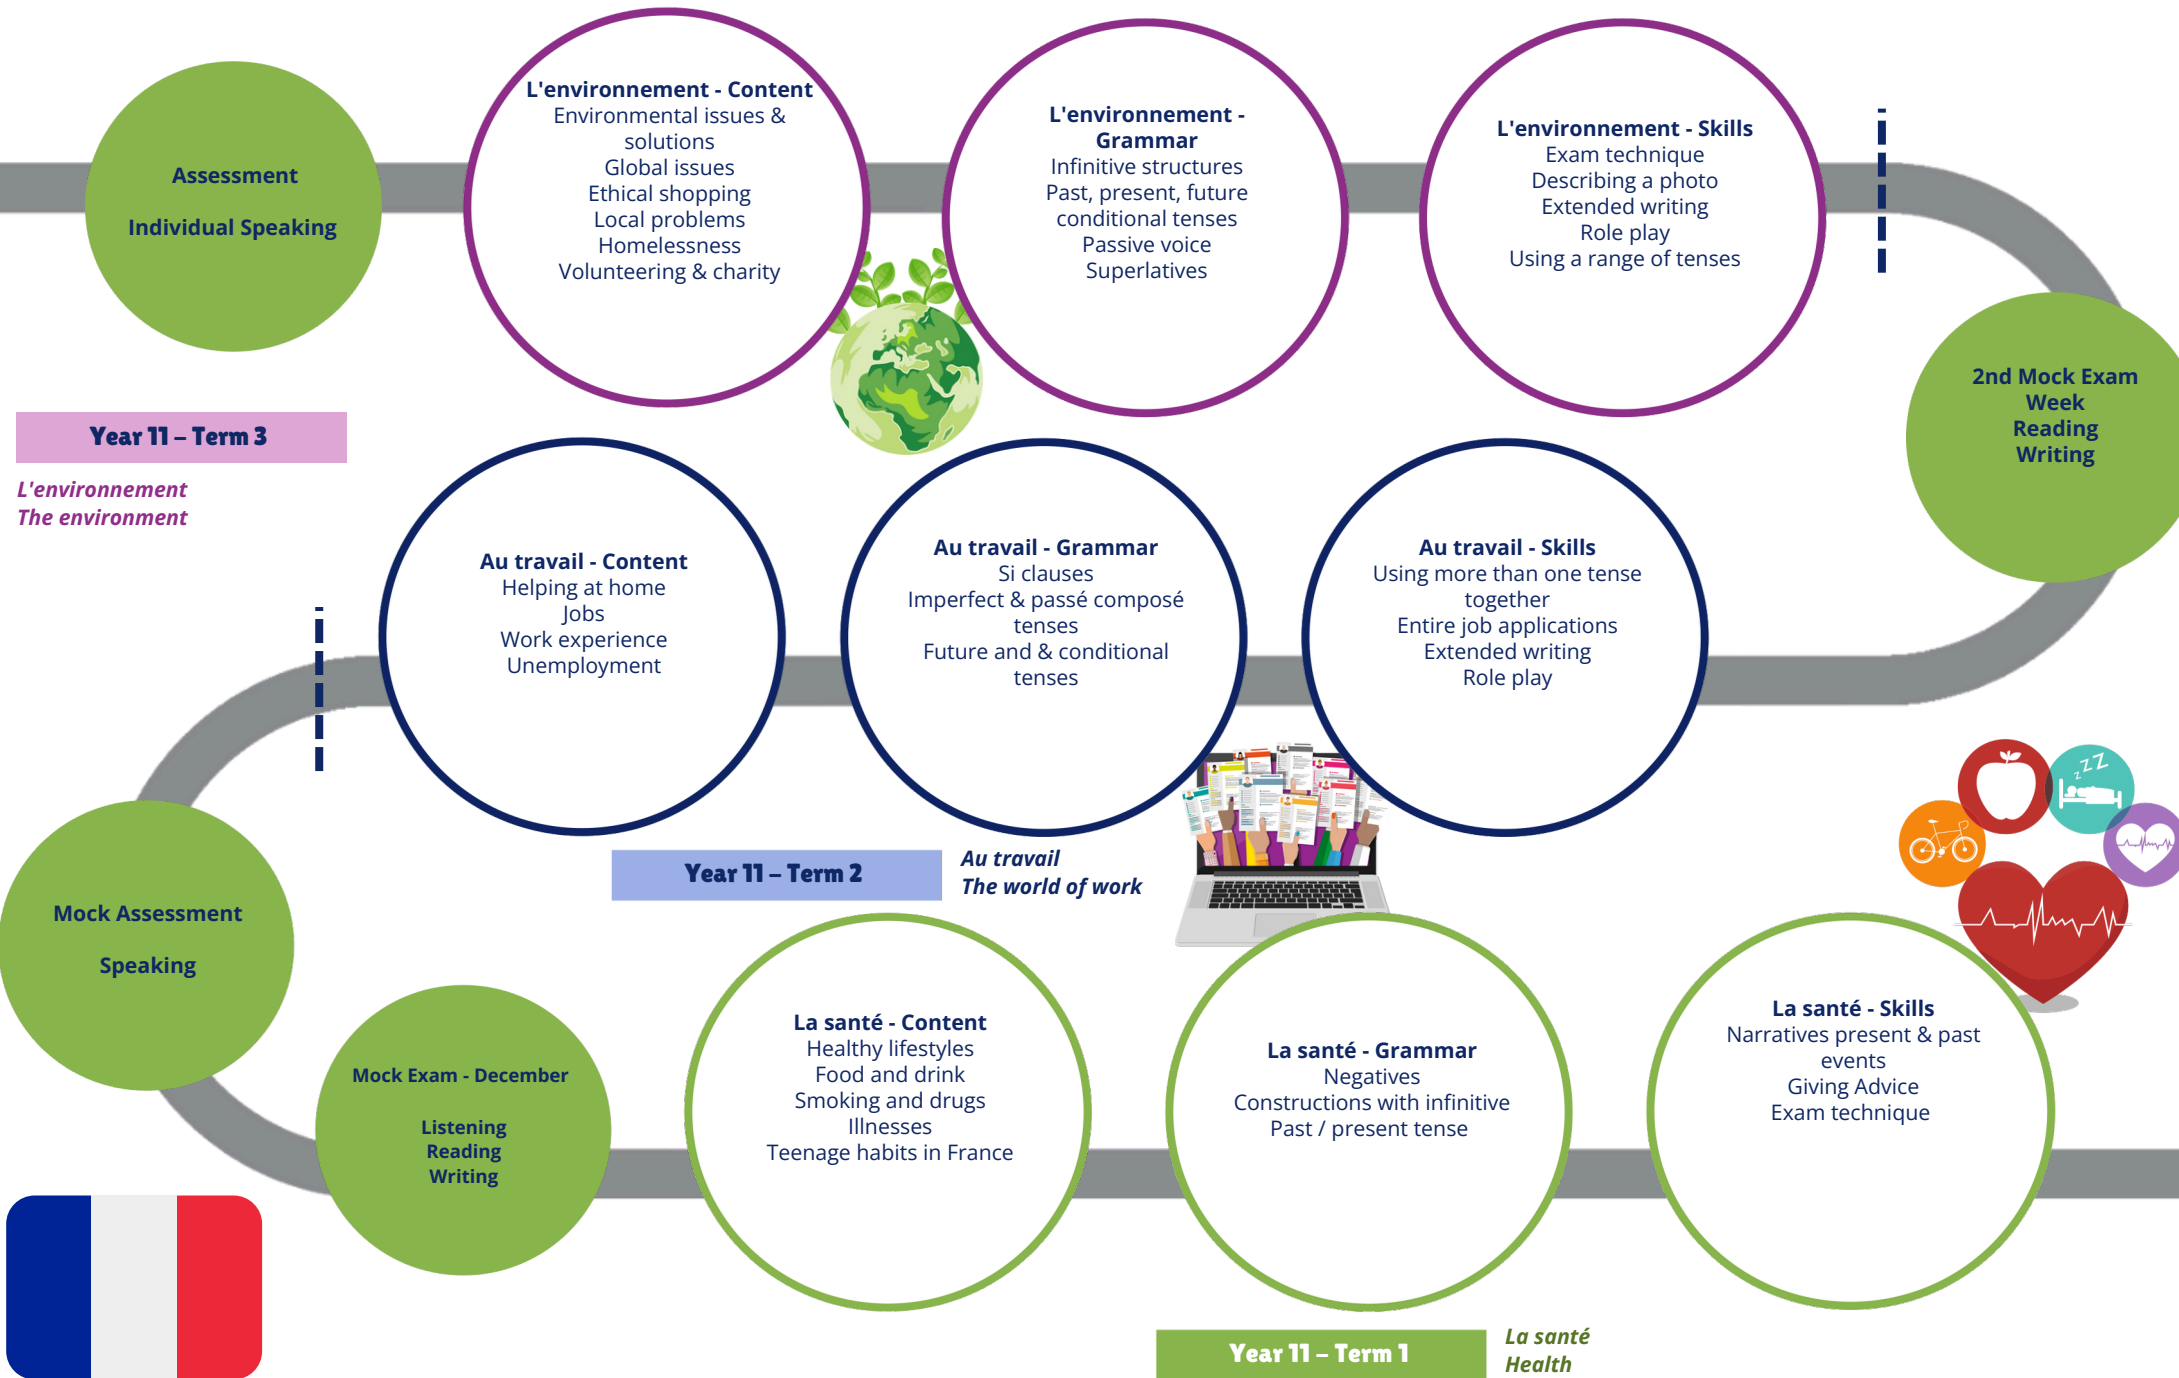 Assessment
Individual Speaking
L'environnement - Content
Environmental issues &
solutions
Global issues
Ethical shopping
Local problems
Homelessness
Volunteering & charity
L'environnement -
Grammar
Infinitive structures
Past, present, future
conditional tenses
Passive voice
Superlatives
L'environnement - Skills
Exam technique
Describing a photo
Extended writing
Role play
Using a range of tenses
2nd Mock Exam
Week
Reading
Writing
Year 11 – Term 3
L'environnement
The environment
Au travail - Content
Helping at home
Jobs
Work experience
Unemployment
Au travail - Grammar
Si clauses
Imperfect & passé composé
tenses
Future and & conditional
tenses
Au travail - Skills
Using more than one tense
together
Entire job applications
Extended writing
Role play
Year 11 – Term 2
Au travail
The world of work
zzZ
Mock Assessment
Speaking
Mock Exam - December
Listening
Reading
Writing
La santé - Content
Healthy lifestyles
Food and drink
Smoking and drugs
Illnesses
Teenage habits in France
La santé - Grammar
Negatives
Constructions with infinitive
Past / present tense
La santé - Skills
Narratives present & past
events
Giving Advice
Exam technique
Year 11 – Term 1
La santé
Health